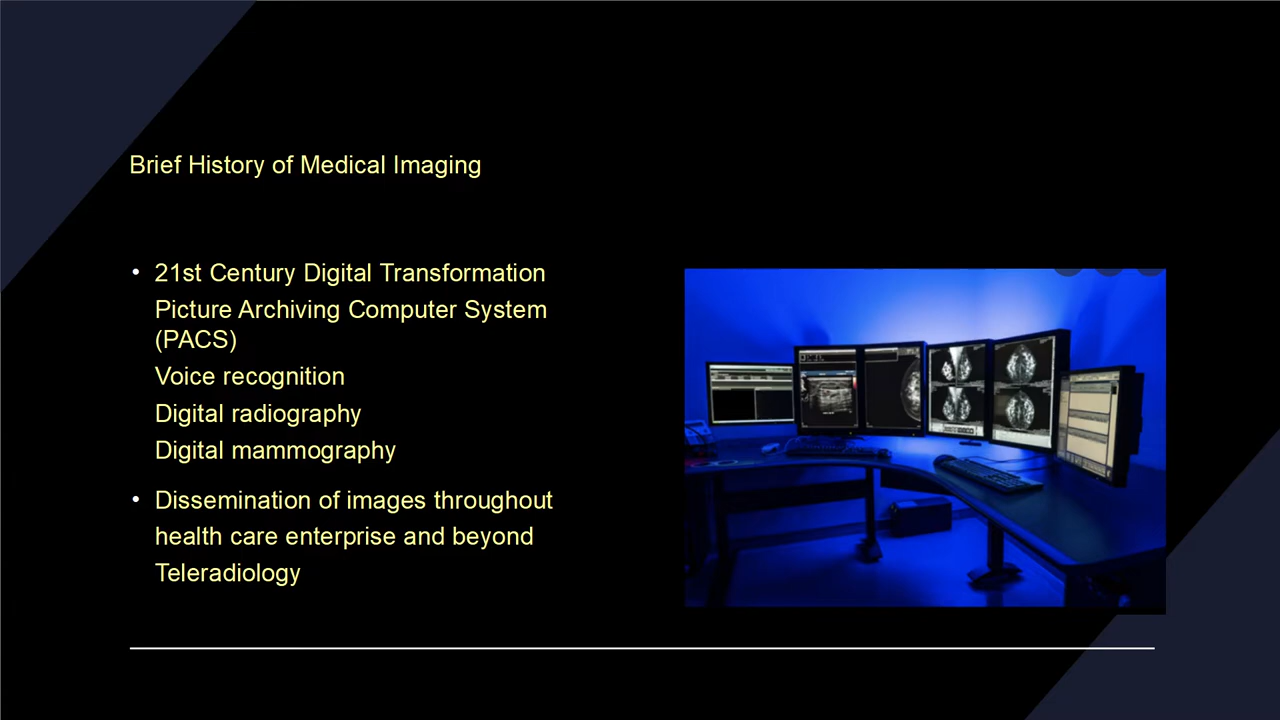 Brief History of Medical Imaging
• 21st Century Digital Transformation
Picture Archiving Computer System
(PACS)
Voice recognition
Digital radiography
Digital mammography
• Dissemination of images throughout
health care enterprise and beyond
Teleradiology